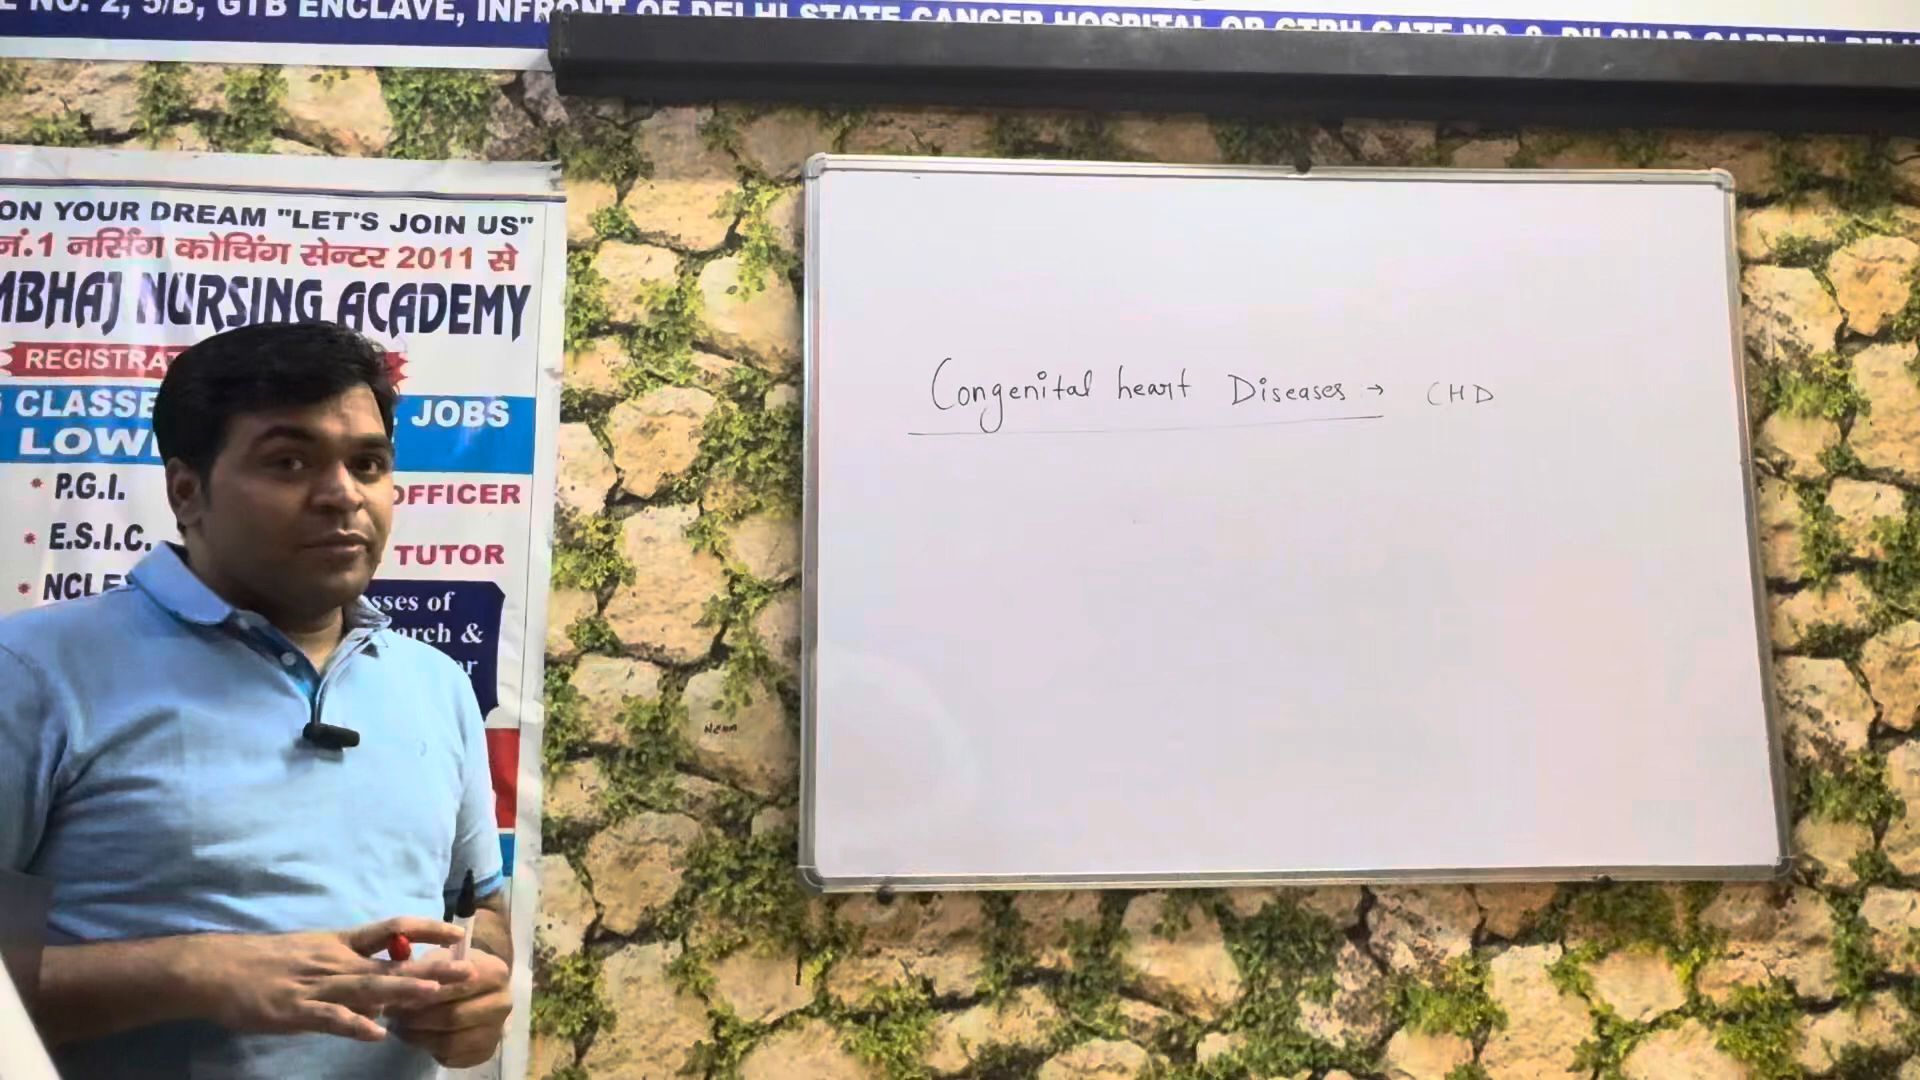 NO. 2, 5/B, GTB ENCLAVE, INFRONT OF DELHI STATE CANCER HOSPITAL OR GTBH GATE NO.
ON YOUR DREAM "LET'S JOIN US"
नं.1 नर्सिंग कोचिंग सेन्टर 2011 से
MBHAJ NURSING ACADEMY
REGISTRA
CLASSE JOBS
LOW
* P.G.I. OFFICER
* E.S.I.C. TUTOR
* NCLE
sses of
arch &
ar
Congenital heart Diseases → CHD